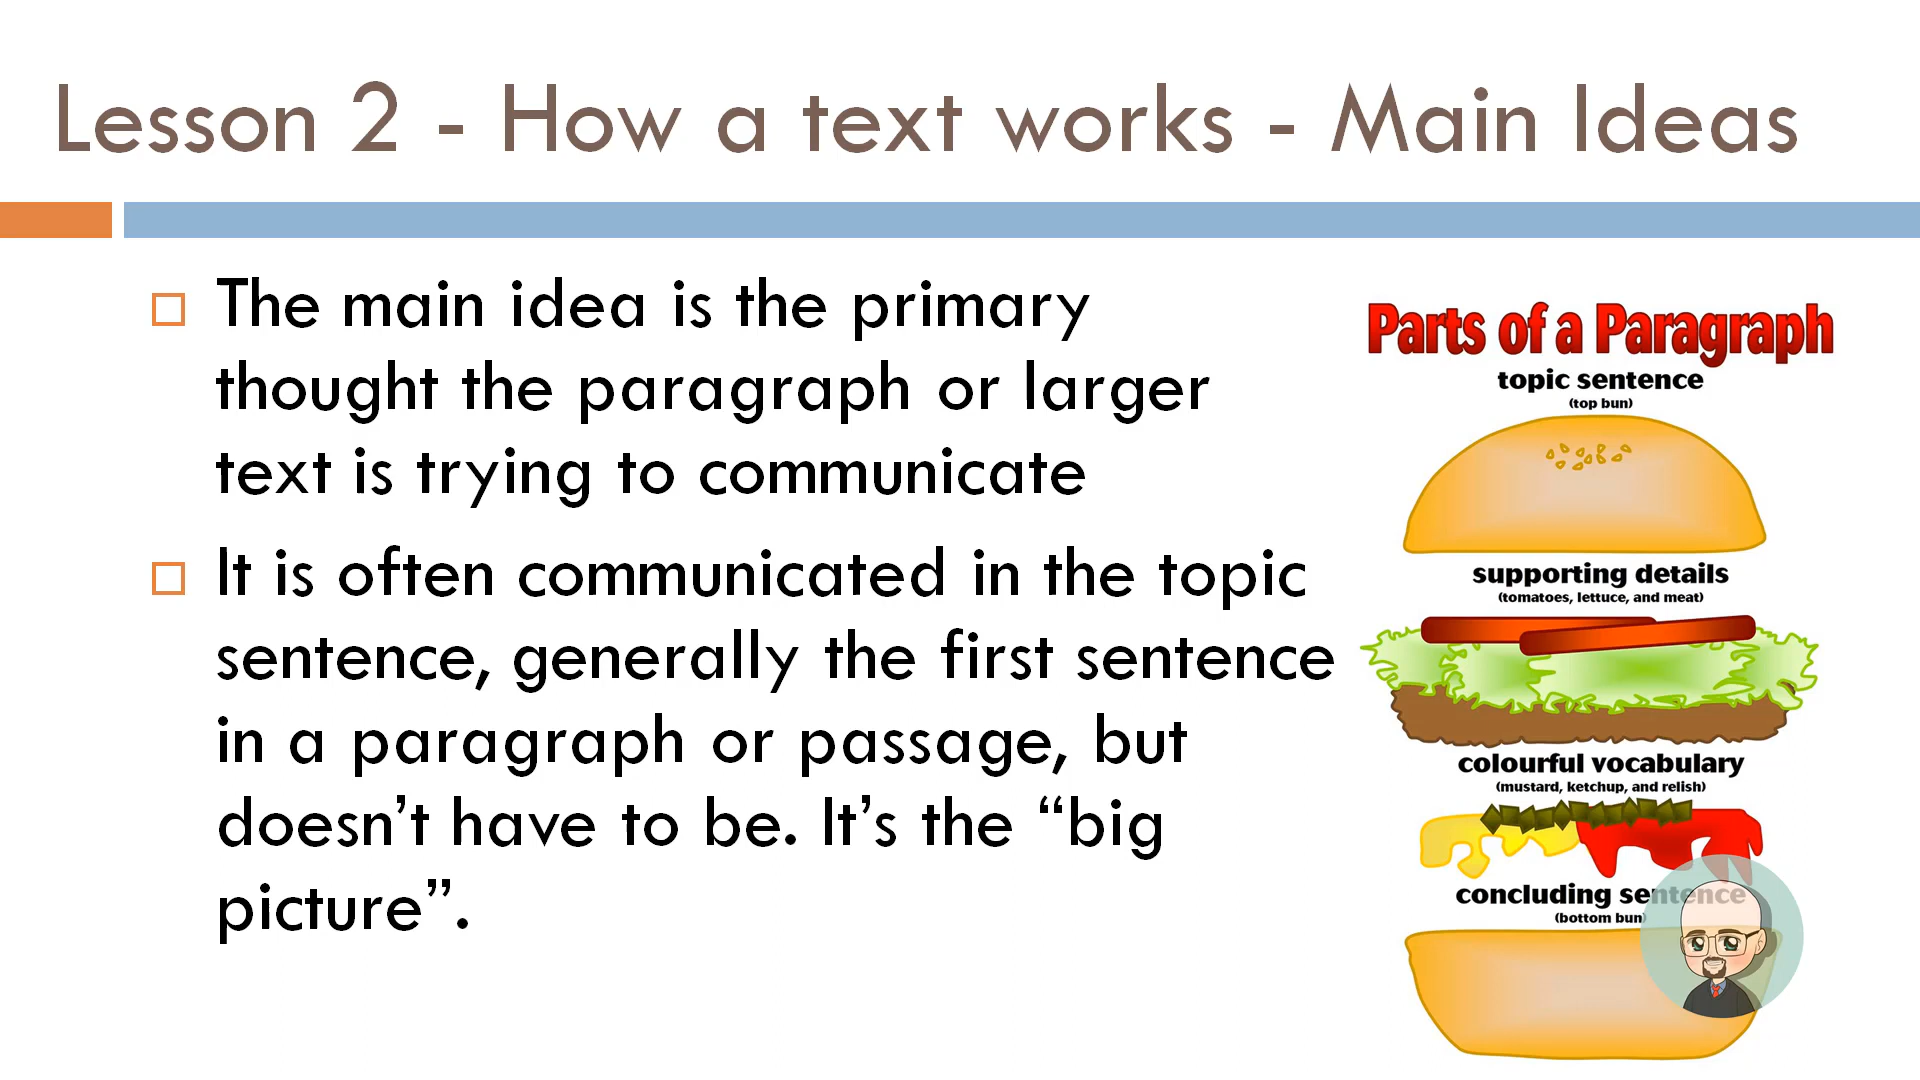 Lesson 2 - How a text works - Main Ideas
The main idea is the primary
thought the paragraph or larger
text is trying to communicate
It is often communicated in the topic
sentence, generally the first sentence
in a paragraph or passage, but
doesn’t have to be. It’s the “big
picture”.
Parts of a Paragraph
topic sentence
(top bun)
supporting details
(tomatoes, lettuce, and meat)
colourful vocabulary
(mustard, ketchup, and relish)
concluding sentence
(bottom bun)